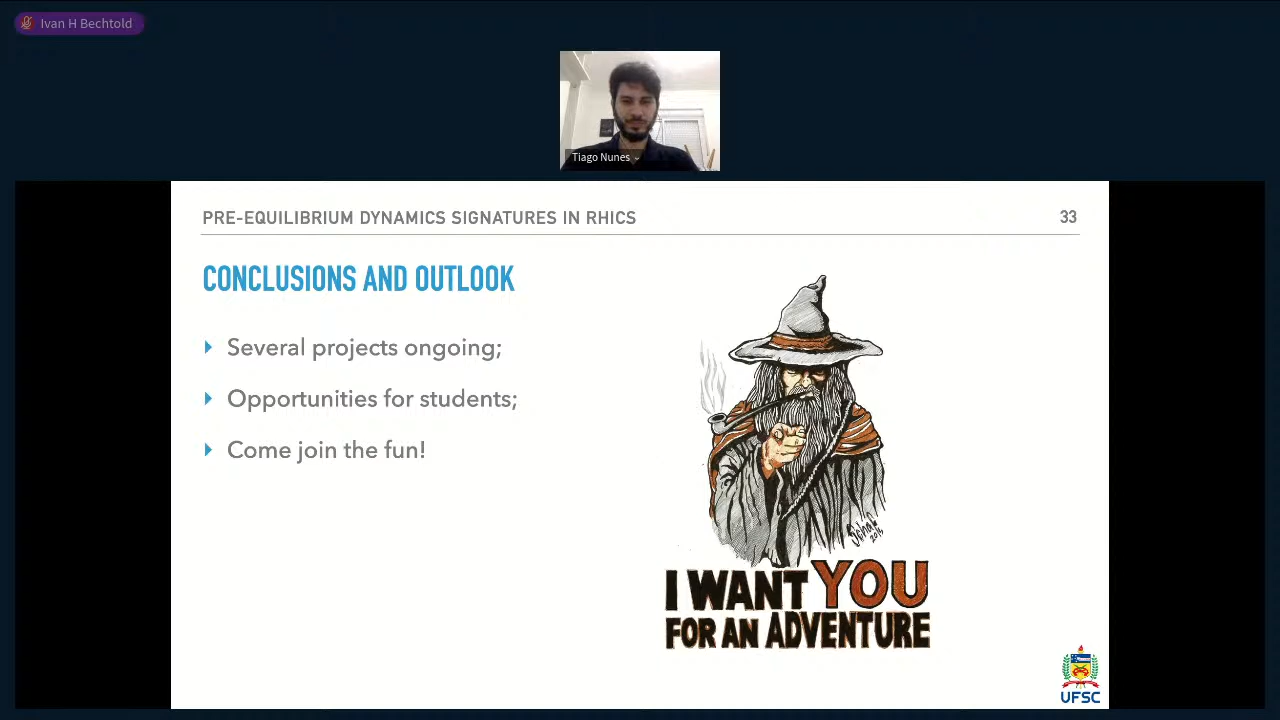 Ivan H Bechtold
Tiago Nunes
PRE-EQUILIBRIUM DYNAMICS SIGNATURES IN RHICS
33
CONCLUSIONS AND OUTLOOK
Several projects ongoing;
Opportunities for students;
Come join the fun!
2015
I WANT YOU
FOR AN ADVENTURE
UFSC